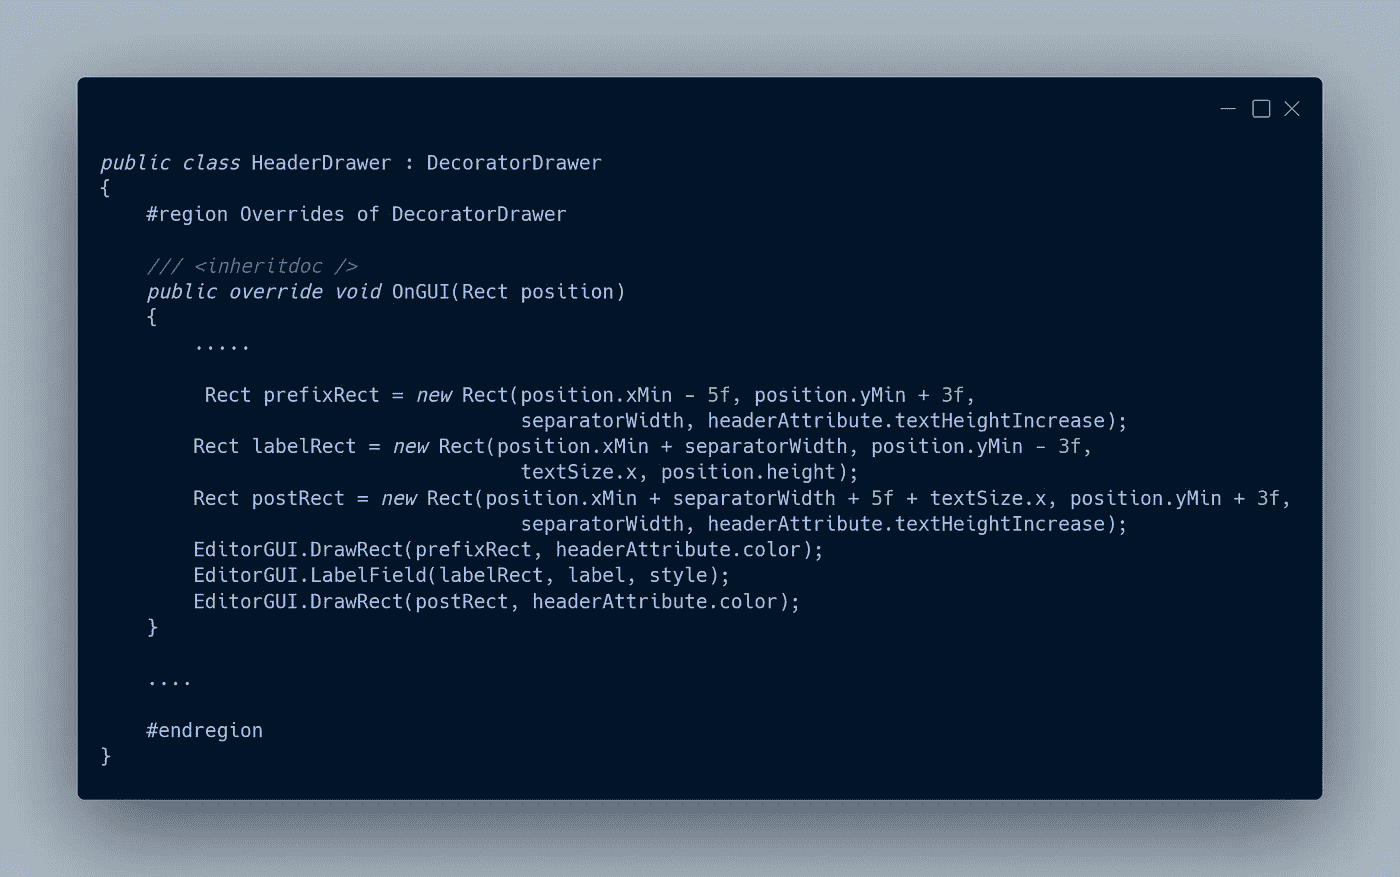 public class HeaderDrawer : DecoratorDrawer
{
    #region Overrides of DecoratorDrawer

    /// <inheritdoc />
    public override void OnGUI(Rect position)
    {
        .....

         Rect prefixRect = new Rect(position.xMin - 5f, position.yMin + 3f,
                                    separatorWidth, headerAttribute.textHeightIncrease);
        Rect labelRect = new Rect(position.xMin + separatorWidth, position.yMin - 3f,
                                    textSize.x, position.height);
        Rect postRect = new Rect(position.xMin + separatorWidth + 5f + textSize.x, position.yMin + 3f,
                                    separatorWidth, headerAttribute.textHeightIncrease);
        EditorGUI.DrawRect(prefixRect, headerAttribute.color);
        EditorGUI.LabelField(labelRect, label, style);
        EditorGUI.DrawRect(postRect, headerAttribute.color);
    }

    ....

    #endregion
}